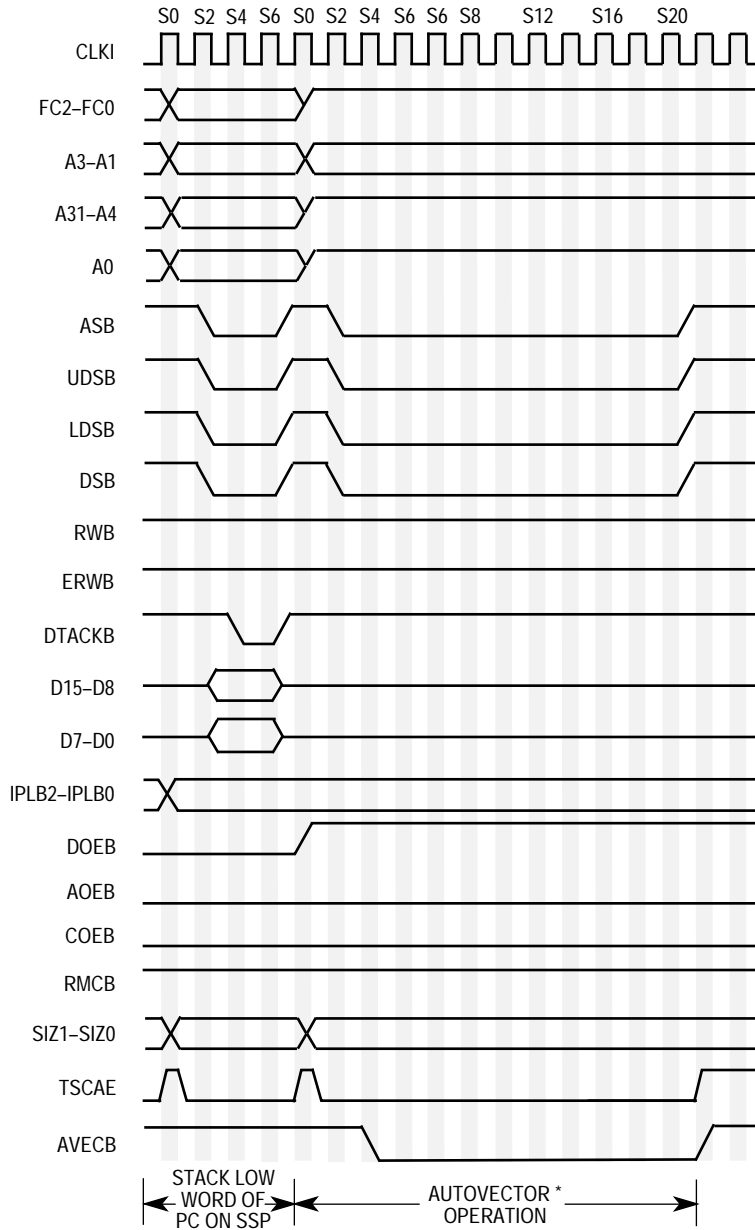 S0 S2 S4 S6 S0 S2 S4 S6 S6 S8 S12 S16 S20
CLKI
FC2–FC0
A3–A1
A31–A4
A0
ASB
UDSB
LDSB
DSB
RWB
ERWB
DTACKB
D15–D8
D7–D0
IPLB2–IPLB0
DOEB
AOEB
COEB
RMCB
SIZ1–SIZ0
TSCAE
AVECB
STACK LOW
WORD OF
PC ON SSP
AUTOVECTOR *
OPERATION